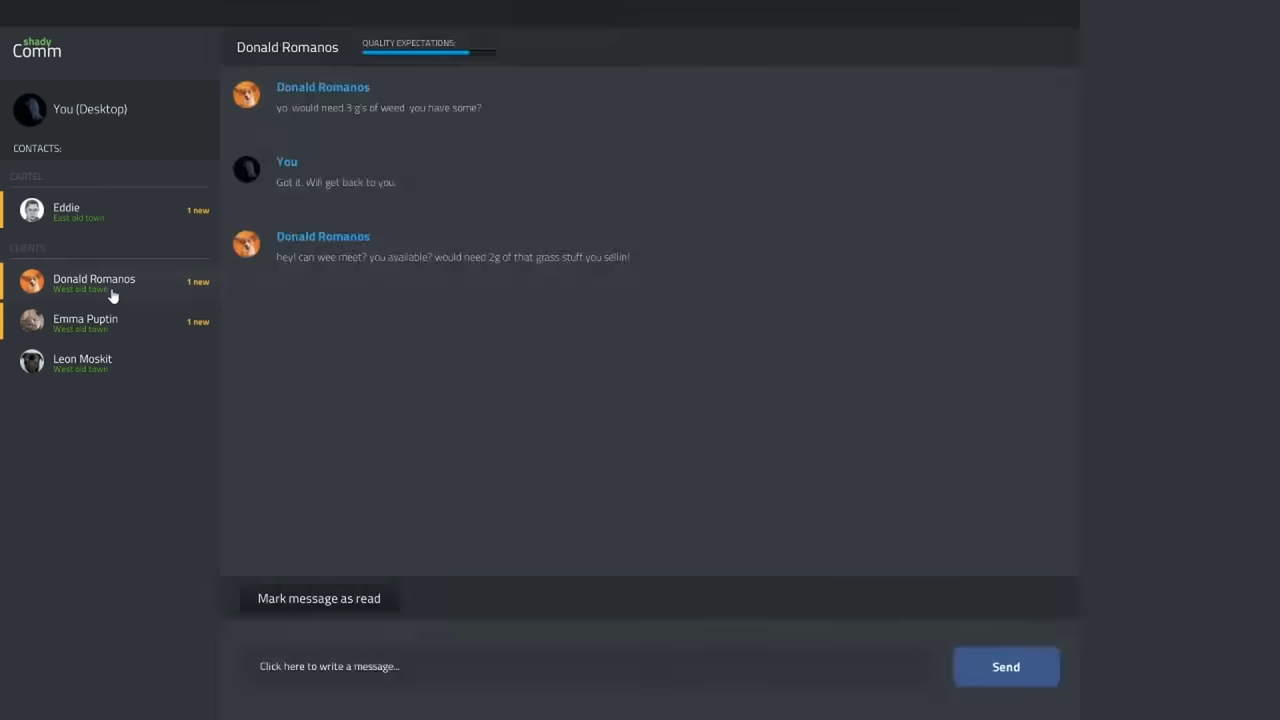 shady
Comm
Donald Romanos
QUALITY EXPECTATIONS:
You (Desktop)
CONTACTS:
CARTEL
Eddie
East old town
1 new
CLIENTS
Donald Romanos
West old town
1 new
Emma Puptin
West old town
1 new
Leon Moskit
West old town
Donald Romanos
yo. would need 3 g's of weed. you have some?
You
Got it. Will get back to you.
Donald Romanos
hey! can wee meet? you available? would need 2g of that grass stuff you sellin!
Mark message as read
Click here to write a message...
Send